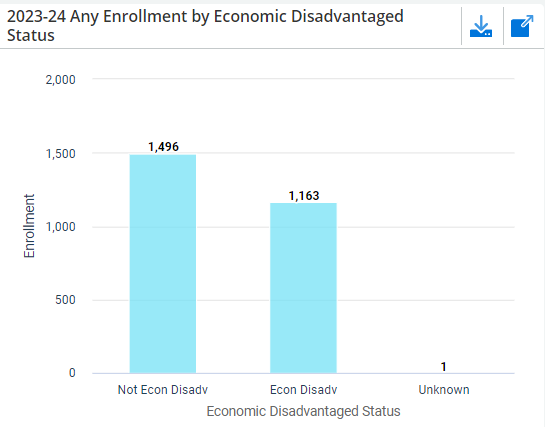 2023-24 Any Enrollment by Economic Disadvantaged
Status
2,000
1,500
1,000
500
0
Enrollment
1,496
1,163
1
Not Econ Disadv
Econ Disadv
Unknown
Economic Disadvantaged Status